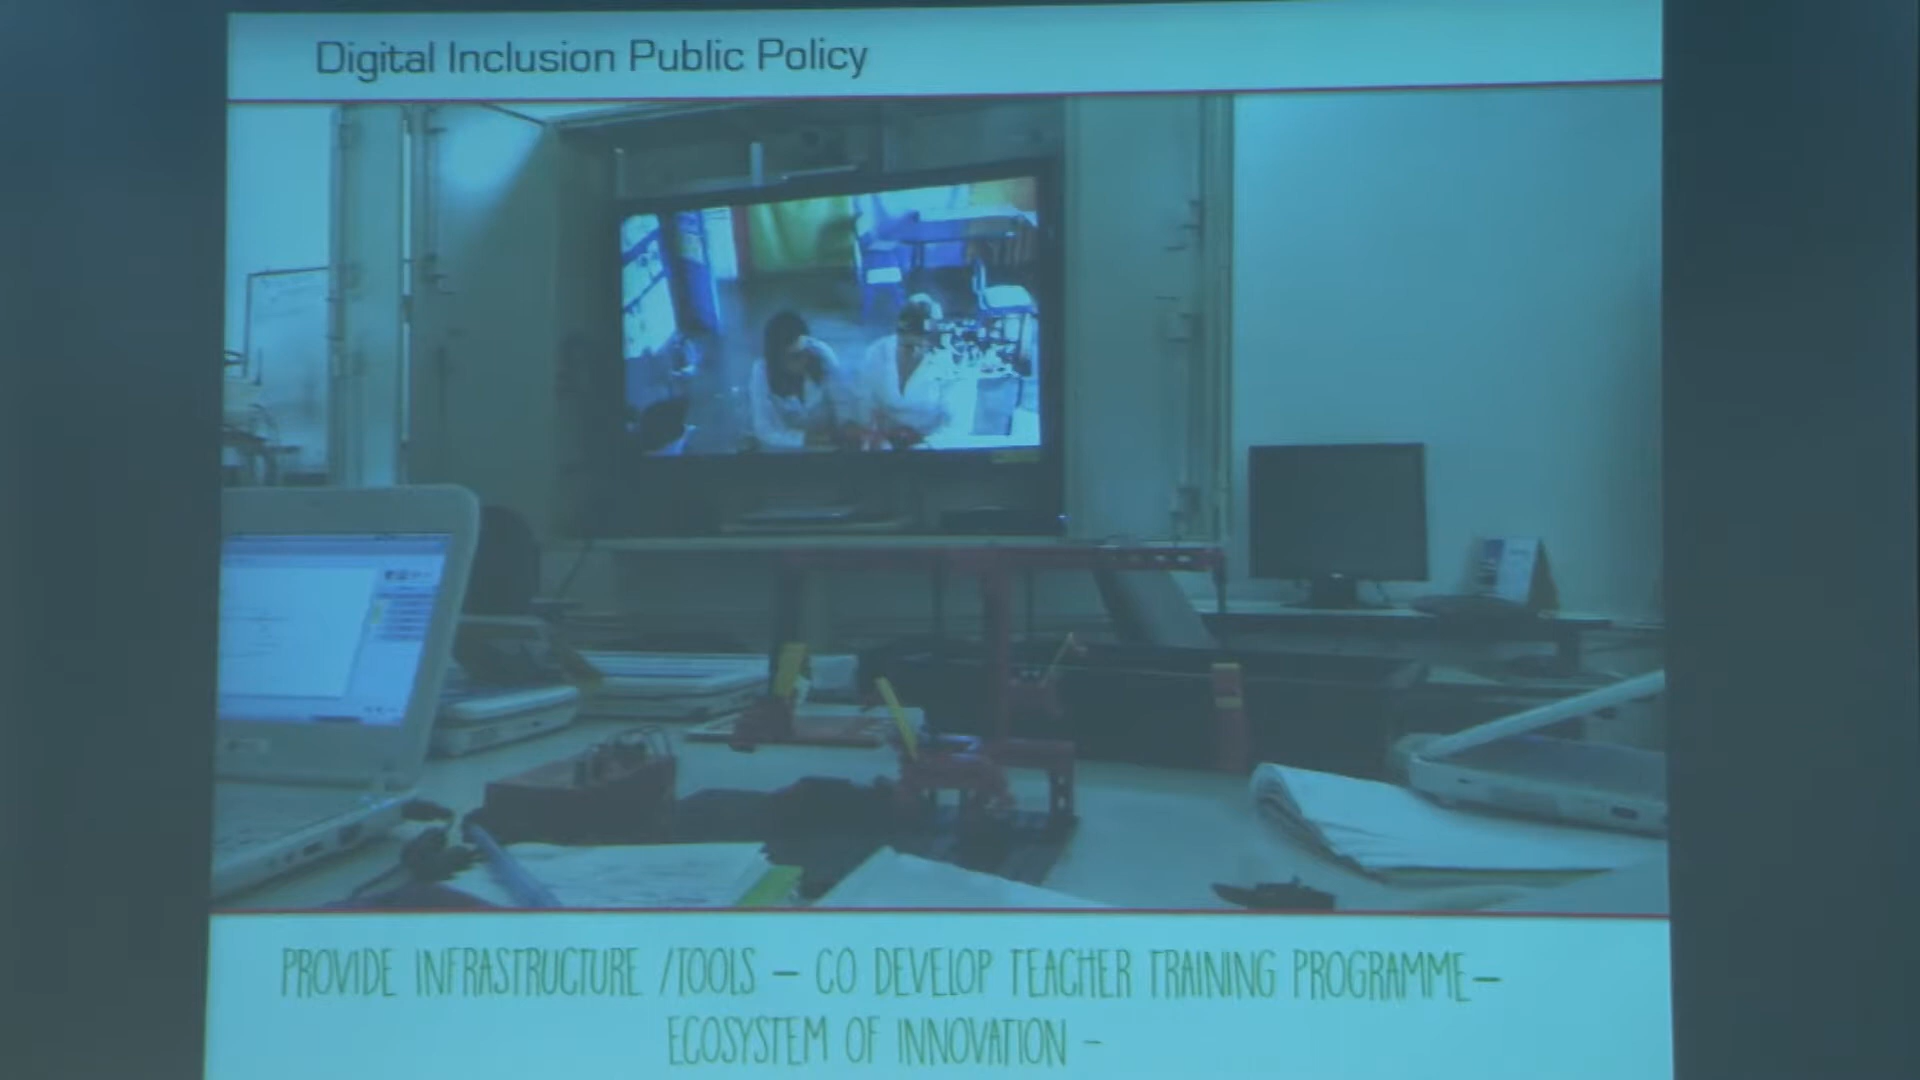 Digital Inclusion Public Policy
PROVIDE INFRASTRUCTURE /TOOLS – CO DEVELOP TEACHER TRAINING PROGRAMME–
ECOSYSTEM OF INNOVATION -